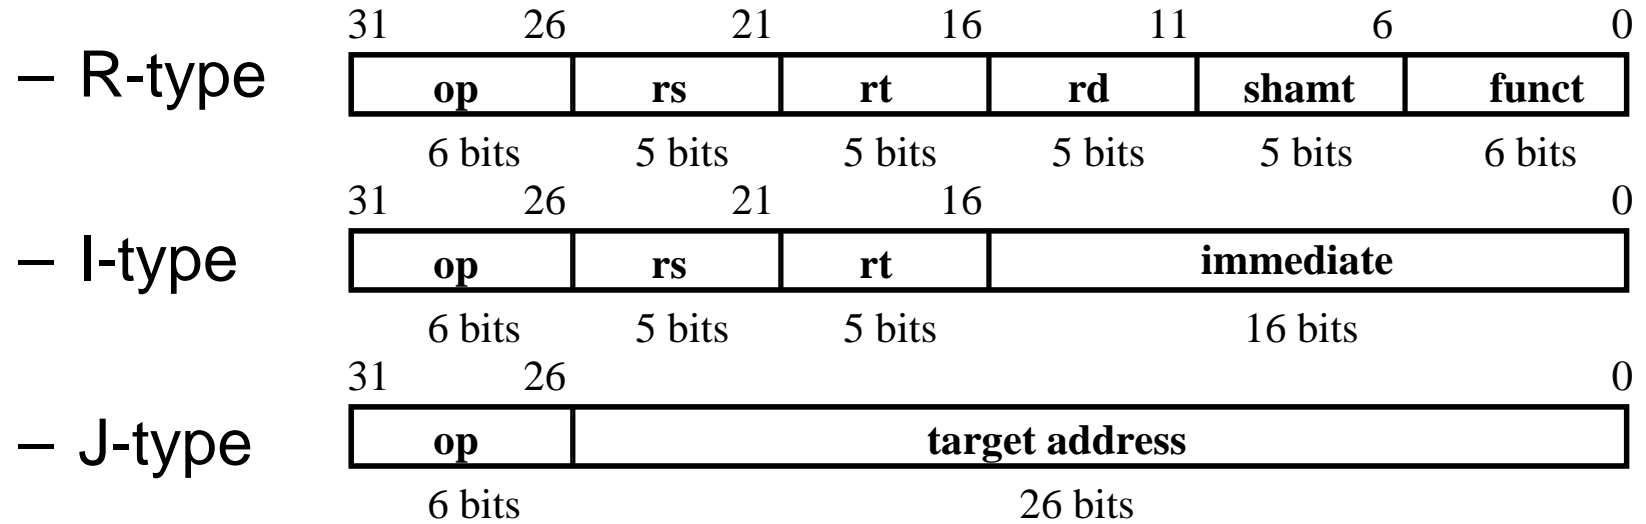 31 26 21 16 11 6 0
– R-type op rs rt rd shamt funct
6 bits 5 bits 5 bits 5 bits 5 bits 6 bits
31 26 21 16 0
– I-type op rs rt immediate
6 bits 5 bits 5 bits 16 bits
31 26 0
– J-type op target address
6 bits 26 bits